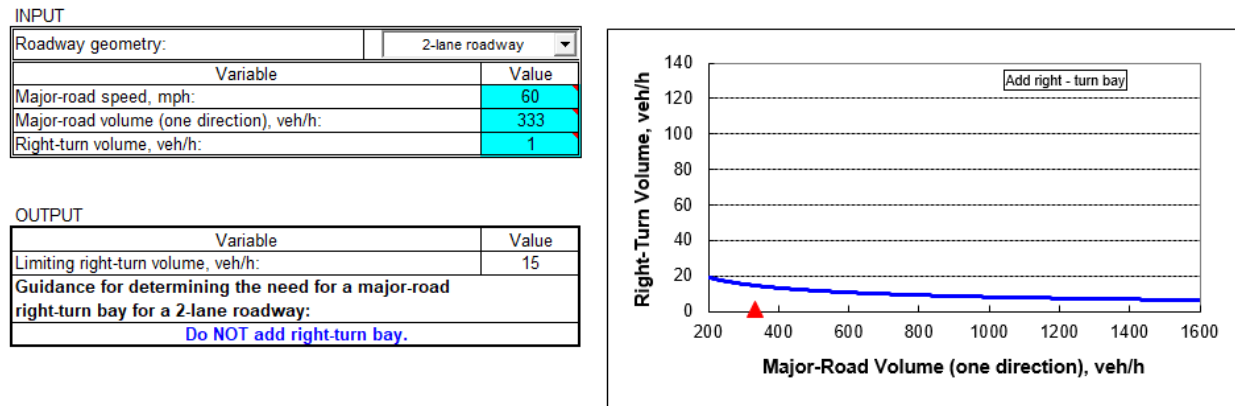 INPUT
Roadway geometry: 2-lane roadway
Variable Value
Major-road speed, mph: 60
Major-road volume (one direction), veh/h: 333
Right-turn volume, veh/h: 1
OUTPUT
Variable Value
Limiting right-turn volume, veh/h: 15
Guidance for determining the need for a major-road
right-turn bay for a 2-lane roadway:
Do NOT add right-turn bay.
Right-Turn Volume, veh/h
140
120
100
80
60
40
20
0
Add right - turn bay
200 400 600 800 1000 1200 1400 1600
Major-Road Volume (one direction), veh/h